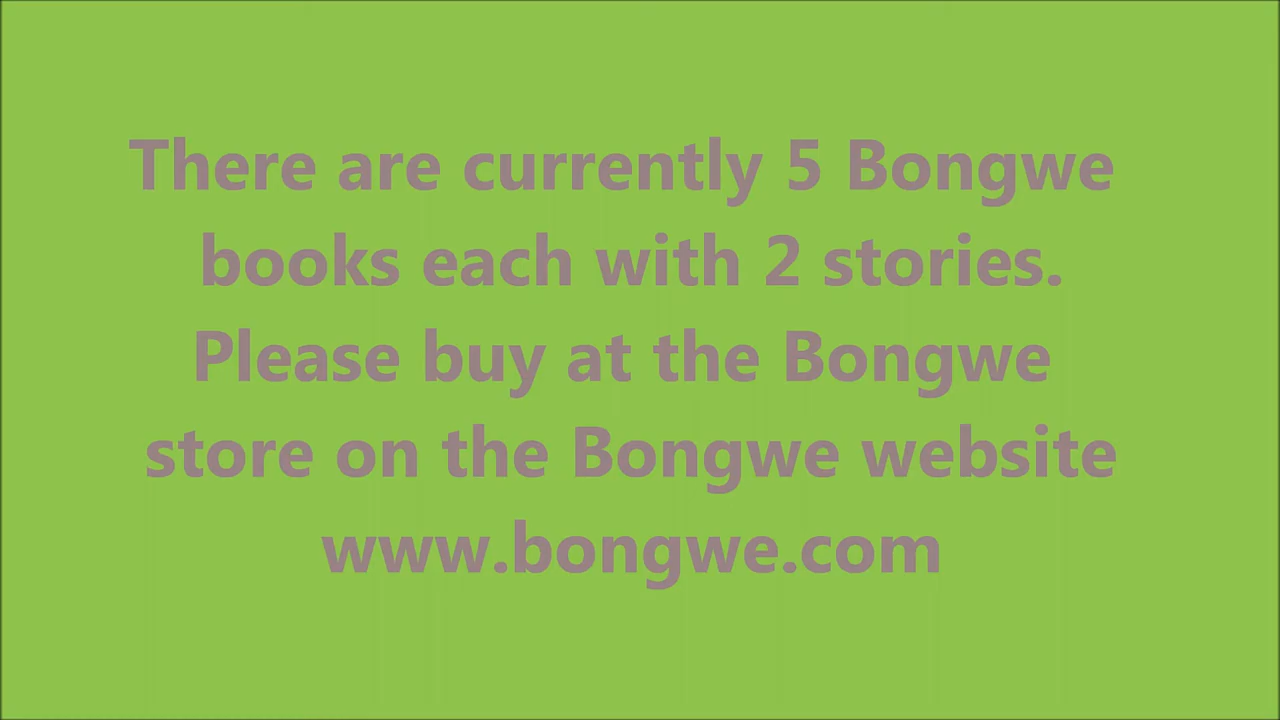 There are currently 5 Bongwe
books each with 2 stories.
Please buy at the Bongwe
store on the Bongwe website
www.bongwe.com